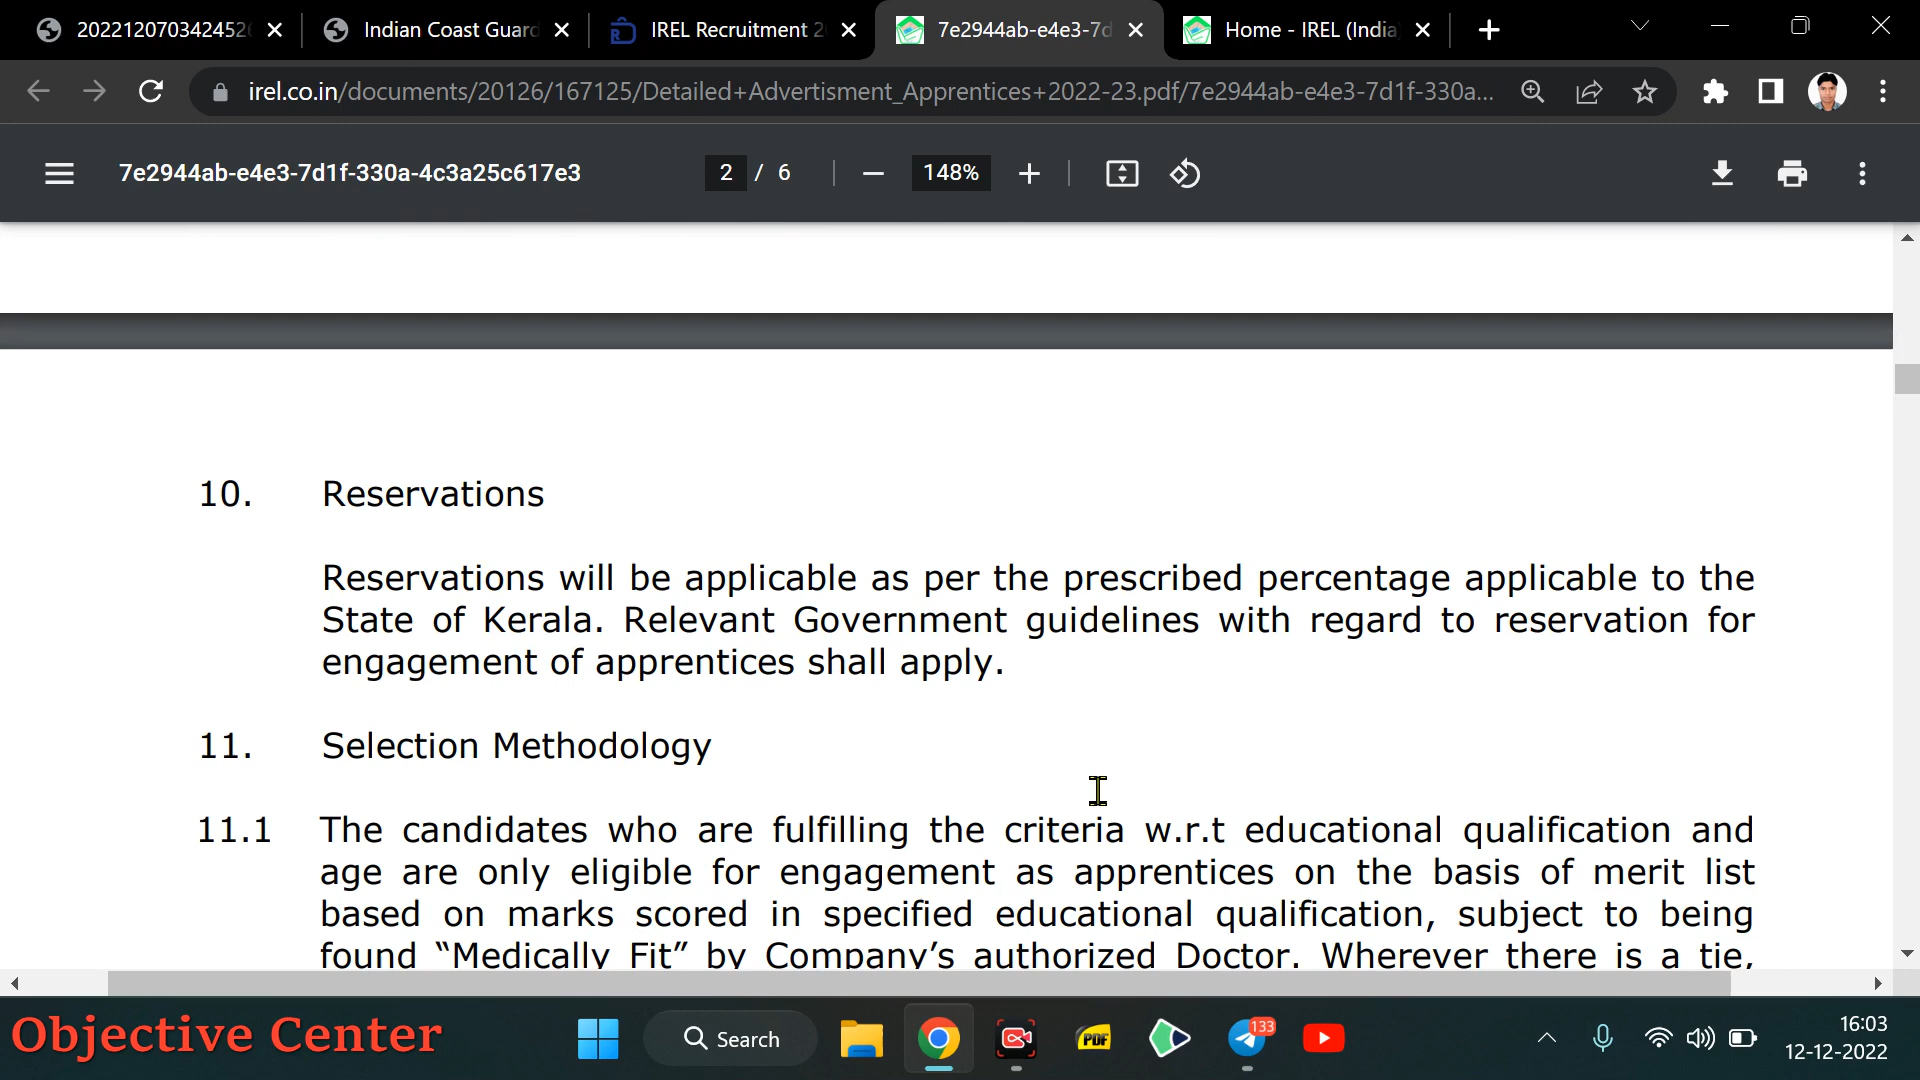 2022120703424526
Indian Coast Guard
IREL Recruitment 2
7e2944ab-e4e3-7d
Home - IREL (India
irel.co.in/documents/20126/167125/Detailed+Advertisment_Apprentices+2022-23.pdf/7e2944ab-e4e3-7d1f-330a...
7e2944ab-e4e3-7d1f-330a-4c3a25c617e3
2 / 6
148%
10. Reservations
Reservations will be applicable as per the prescribed percentage applicable to the
State of Kerala. Relevant Government guidelines with regard to reservation for
engagement of apprentices shall apply.
11. Selection Methodology
11.1 The candidates who are fulfilling the criteria w.r.t educational qualification and
age are only eligible for engagement as apprentices on the basis of merit list
based on marks scored in specified educational qualification, subject to being
found “Medically Fit” by Company’s authorized Doctor. Wherever there is a tie,
Objective Center
Search
PDF
133
16:03
12-12-2022